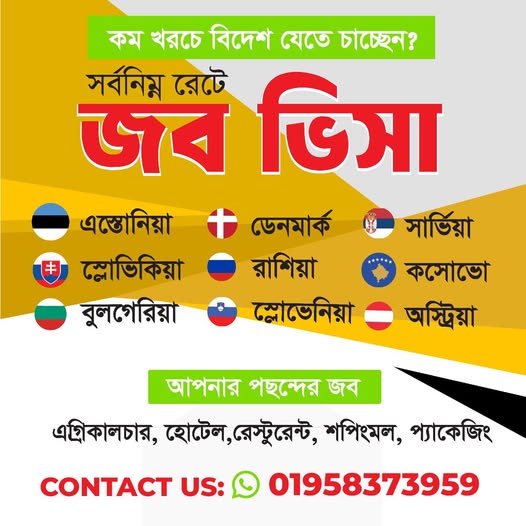 কম খরচে বিদেশ যেতে চাচ্ছেন?
সর্বনিম্ন রেটে
জব ভিসা
এস্তোনিয়া ডেনমার্ক সার্ভিয়া
স্লোভিকিয়া রাশিয়া কসোভো
বুলগেরিয়া স্লোভেনিয়া অস্ট্রিয়া
আপনার পছন্দের জব
এগ্রিকালচার, হোটেল,রেস্টুরেন্ট, শপিংমল, প্যাকেজিং
CONTACT US: 01958373959